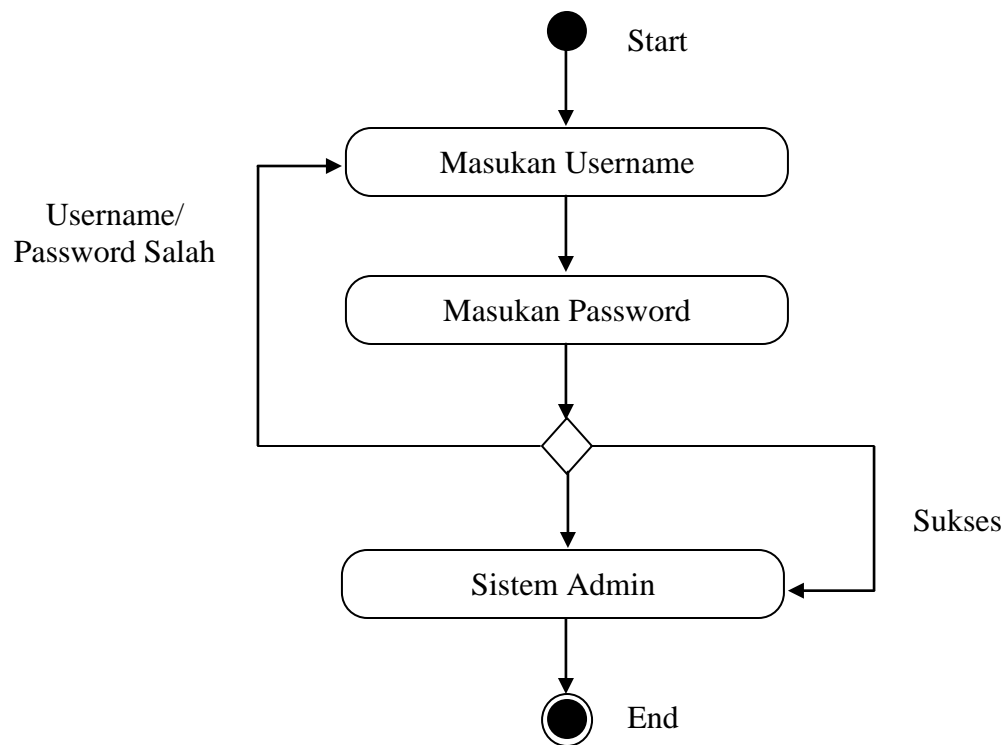 Start
Masukan Username
Username/
Password Salah
Masukan Password
Sukses
Sistem Admin
End